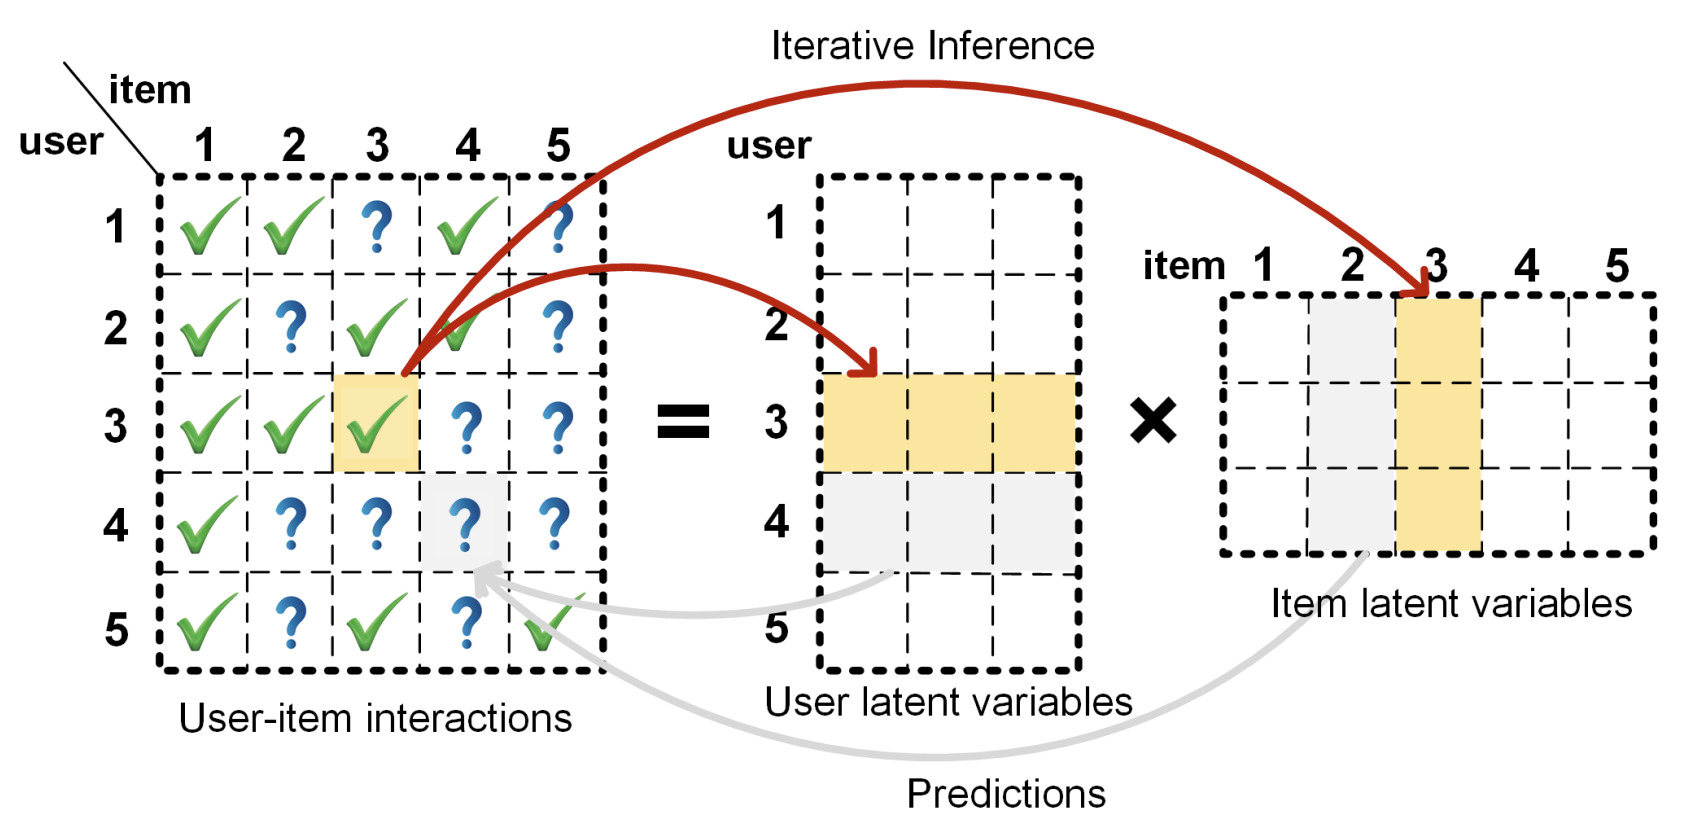 Iterative Inference
item
user
1 2 3 4 5
1 ? ?
2 ? ?
3 ? ?
4 ? ? ? ?
5 ? ?
User-item interactions
=
user
1
2
3
4
5
User latent variables
×
item 1 2 3 4 5
Item latent variables
Predictions